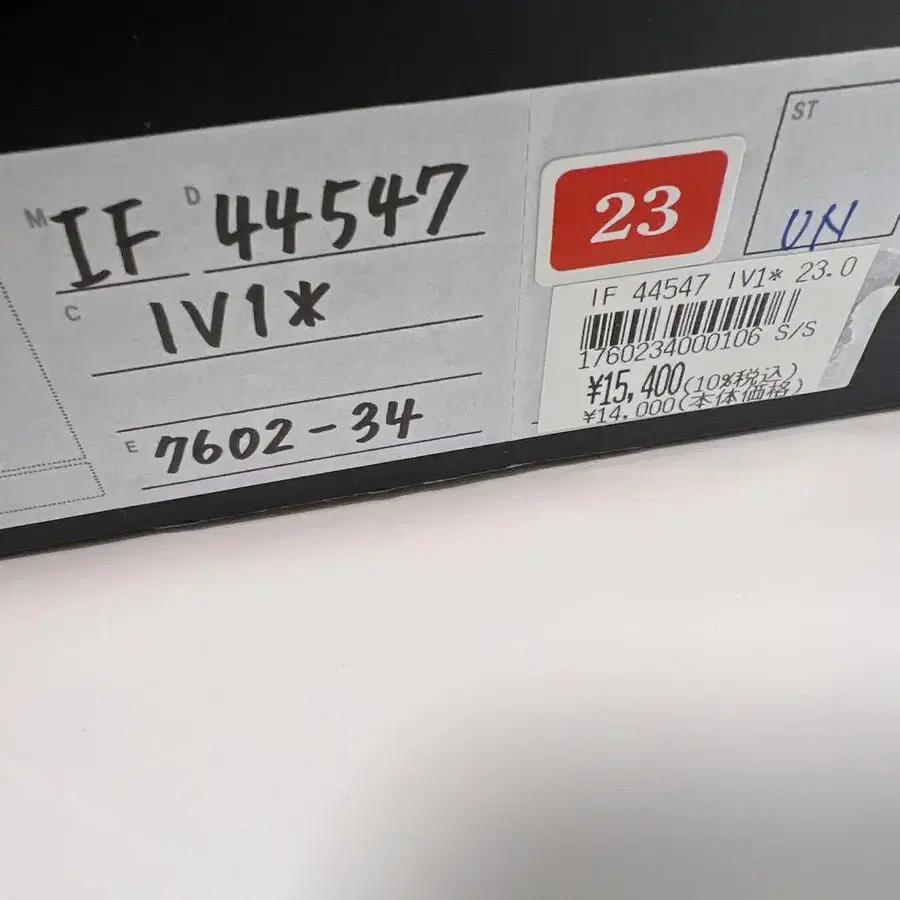 M IF D 44547
C IV1*
E 7602-34
23
ST
UN
IF 44547 IV1* 23.0
1760234000106 S/S
¥15,400(10%税込)
¥14,000(本体価格)